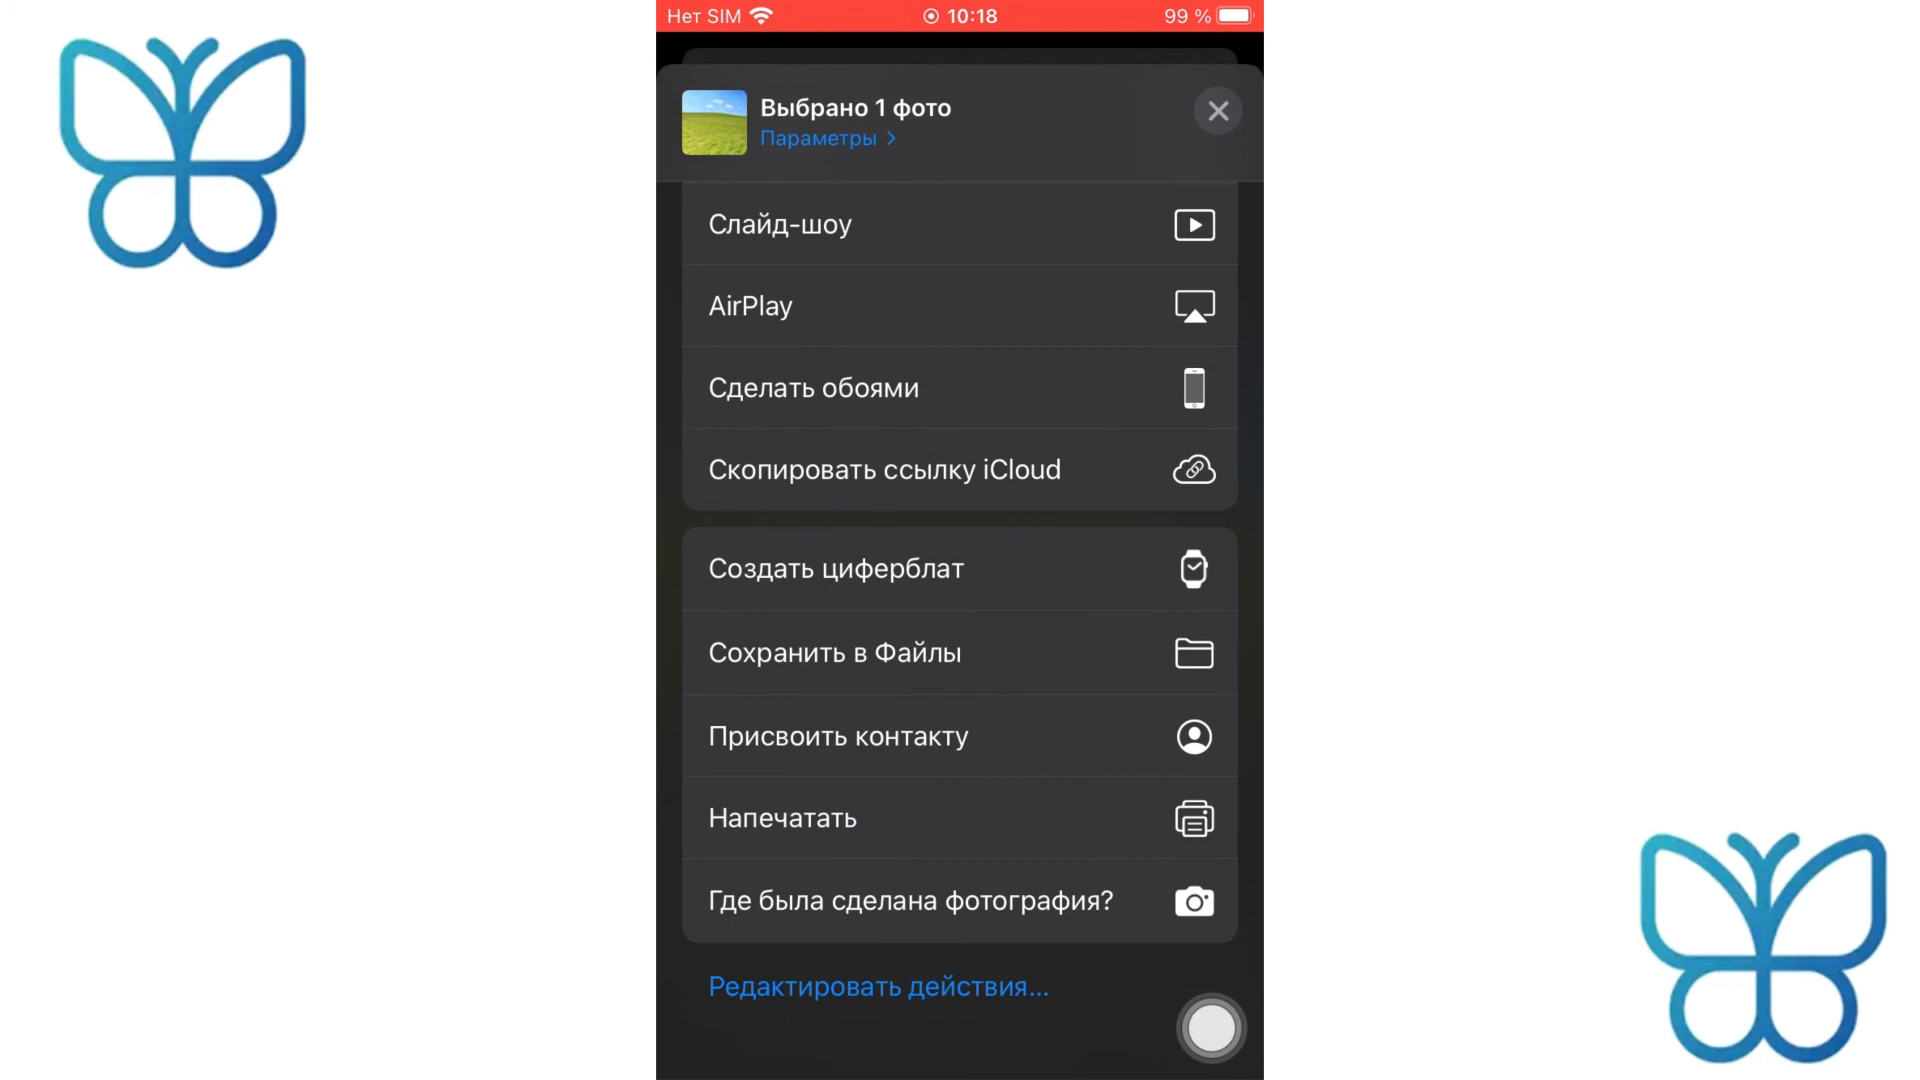 Нет SIM 10:18 99 %
Выбрано 1 фото
Параметры
Слайд-шоу
AirPlay
Сделать обоями
Скопировать ссылку iCloud
Создать циферблат
Сохранить в Файлы
Присвоить контакту
Напечатать
Где была сделана фотография?
Редактировать действия...